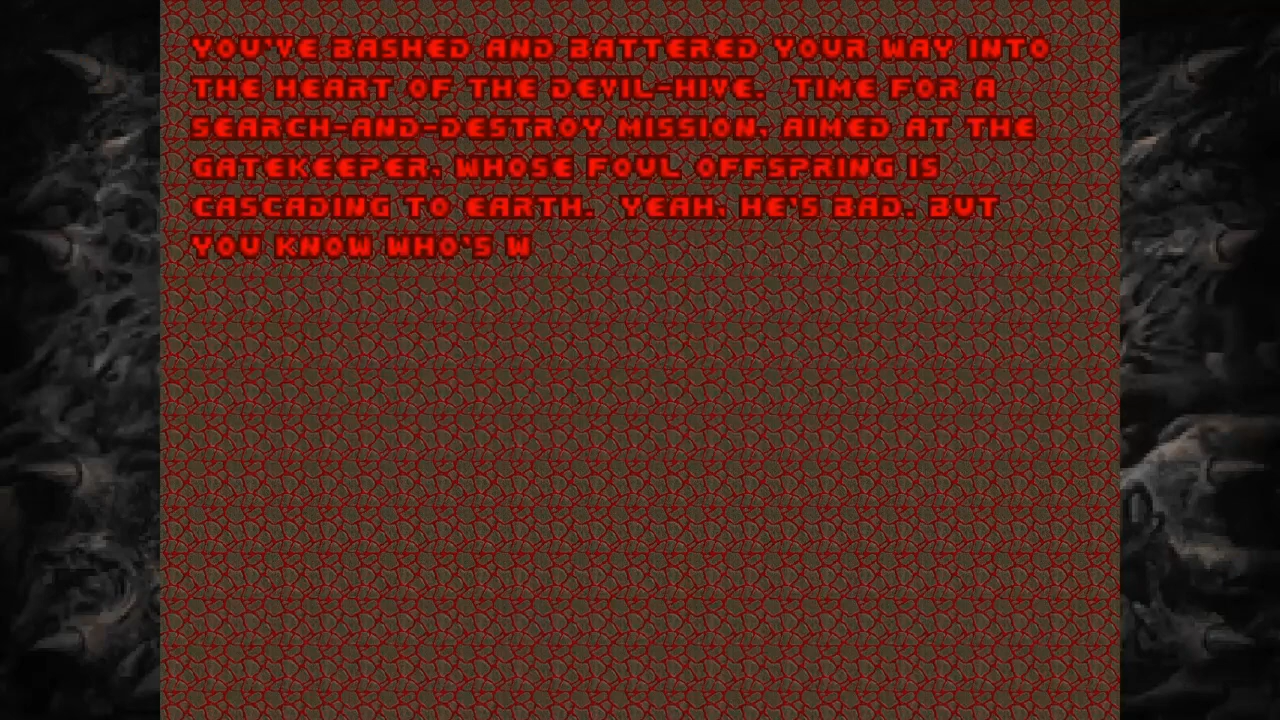 YOU'VE BASHED AND BATTERED YOUR WAY INTO
THE HEART OF THE DEVIL-HIVE.  TIME FOR A
SEARCH-AND-DESTROY MISSION, AIMED AT THE
GATEKEEPER, WHOSE FOUL OFFSPRING IS
CASCADING TO EARTH.  YEAH, HE'S BAD. BUT
YOU KNOW WHO'S W